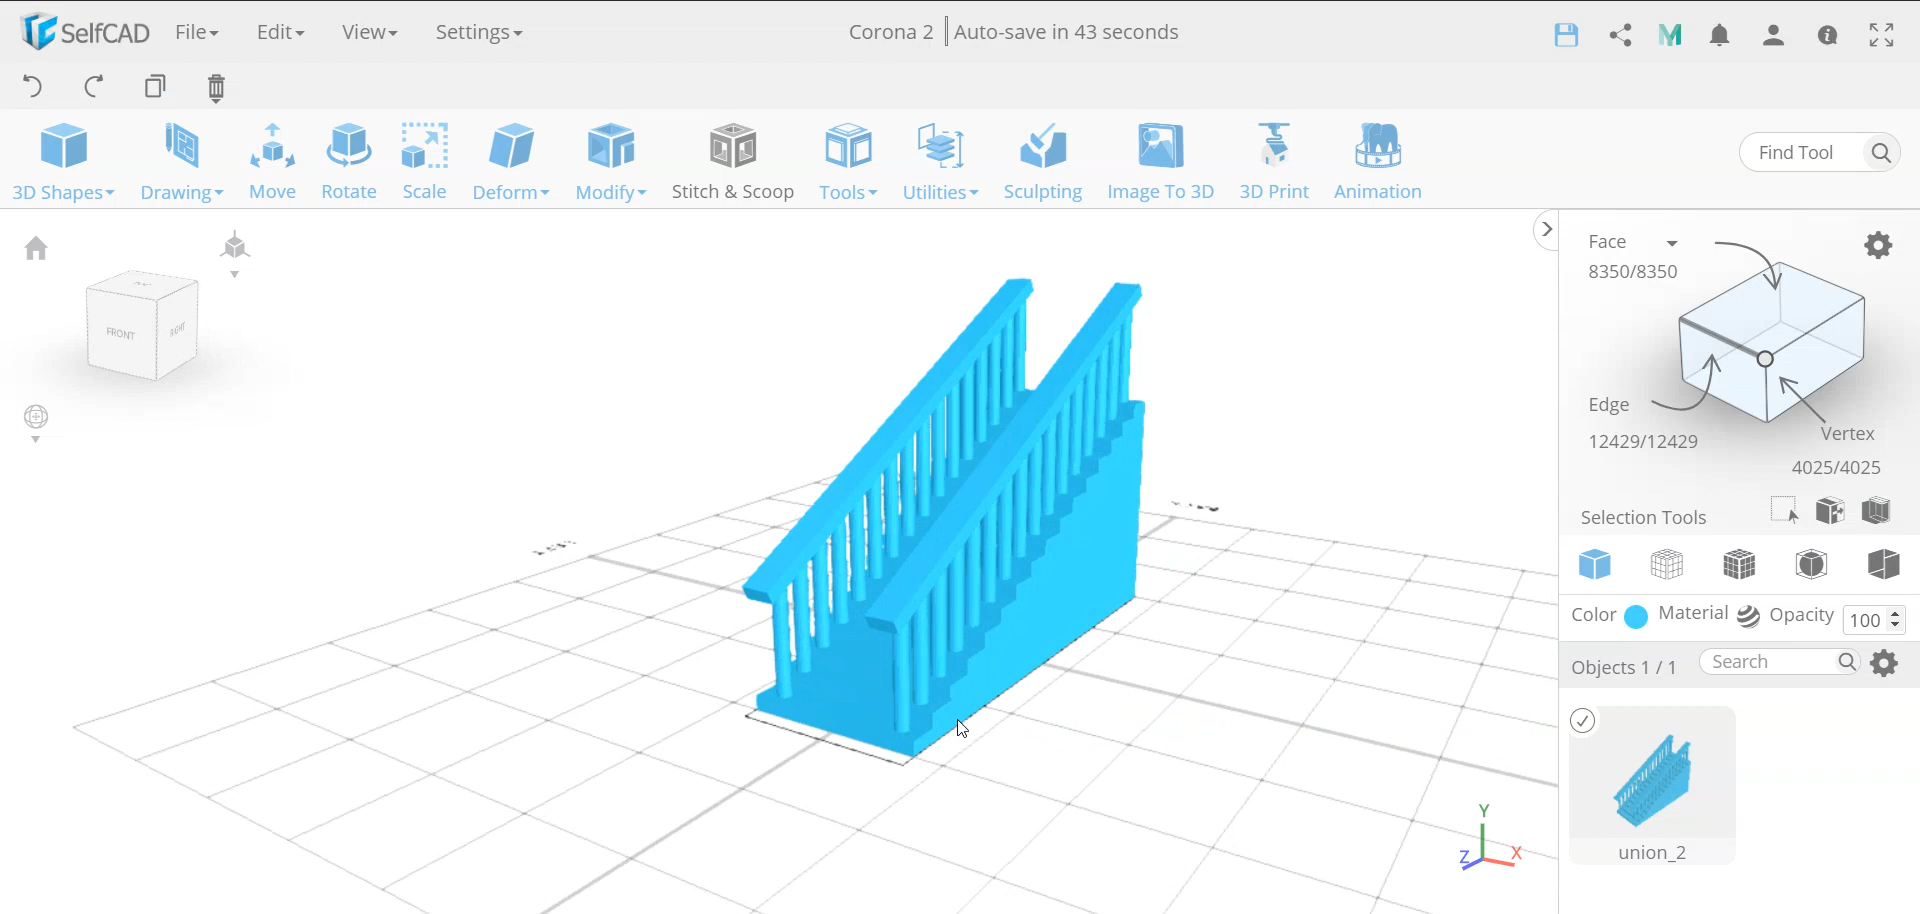 SelfCAD File Edit View Settings Corona 2 Auto-save in 43 seconds
3D Shapes Drawing Move Rotate Scale Deform Modify Stitch & Scoop Tools Utilities Sculpting Image To 3D 3D Print Animation Find Tool
FRONT RIGHT
Face
8350/8350
Edge
12429/12429
Vertex
4025/4025
Selection Tools
Color Material Opacity 100
Objects 1 / 1 Search
union_2
Y
Z X